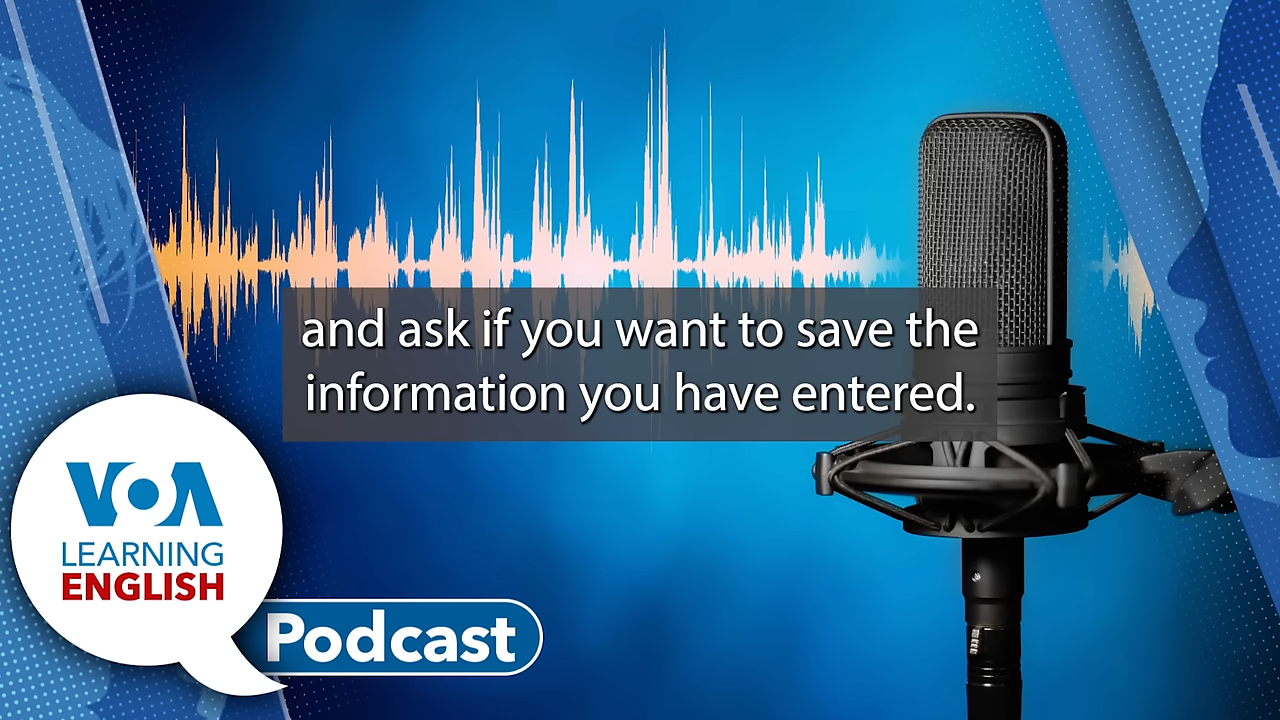 and ask if you want to save the
information you have entered.
VOA
LEARNING
ENGLISH
Podcast